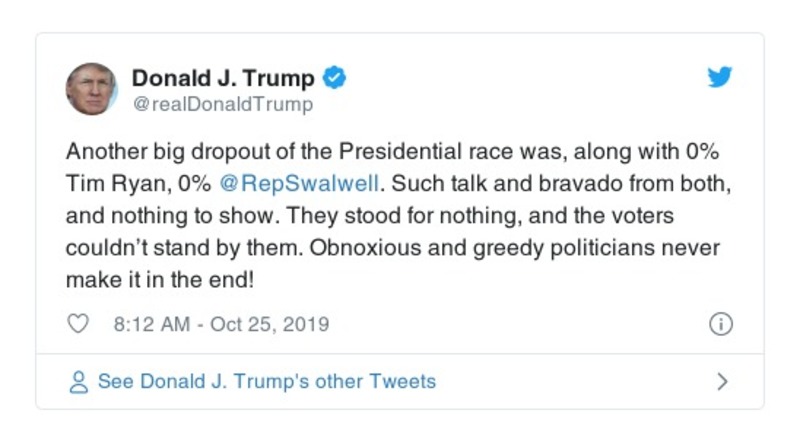 Donald J. Trump
@realDonaldTrump
Another big dropout of the Presidential race was, along with 0%
Tim Ryan, 0% @RepSwalwell. Such talk and bravado from both,
and nothing to show. They stood for nothing, and the voters
couldn’t stand by them. Obnoxious and greedy politicians never
make it in the end!
8:12 AM - Oct 25, 2019
See Donald J. Trump's other Tweets